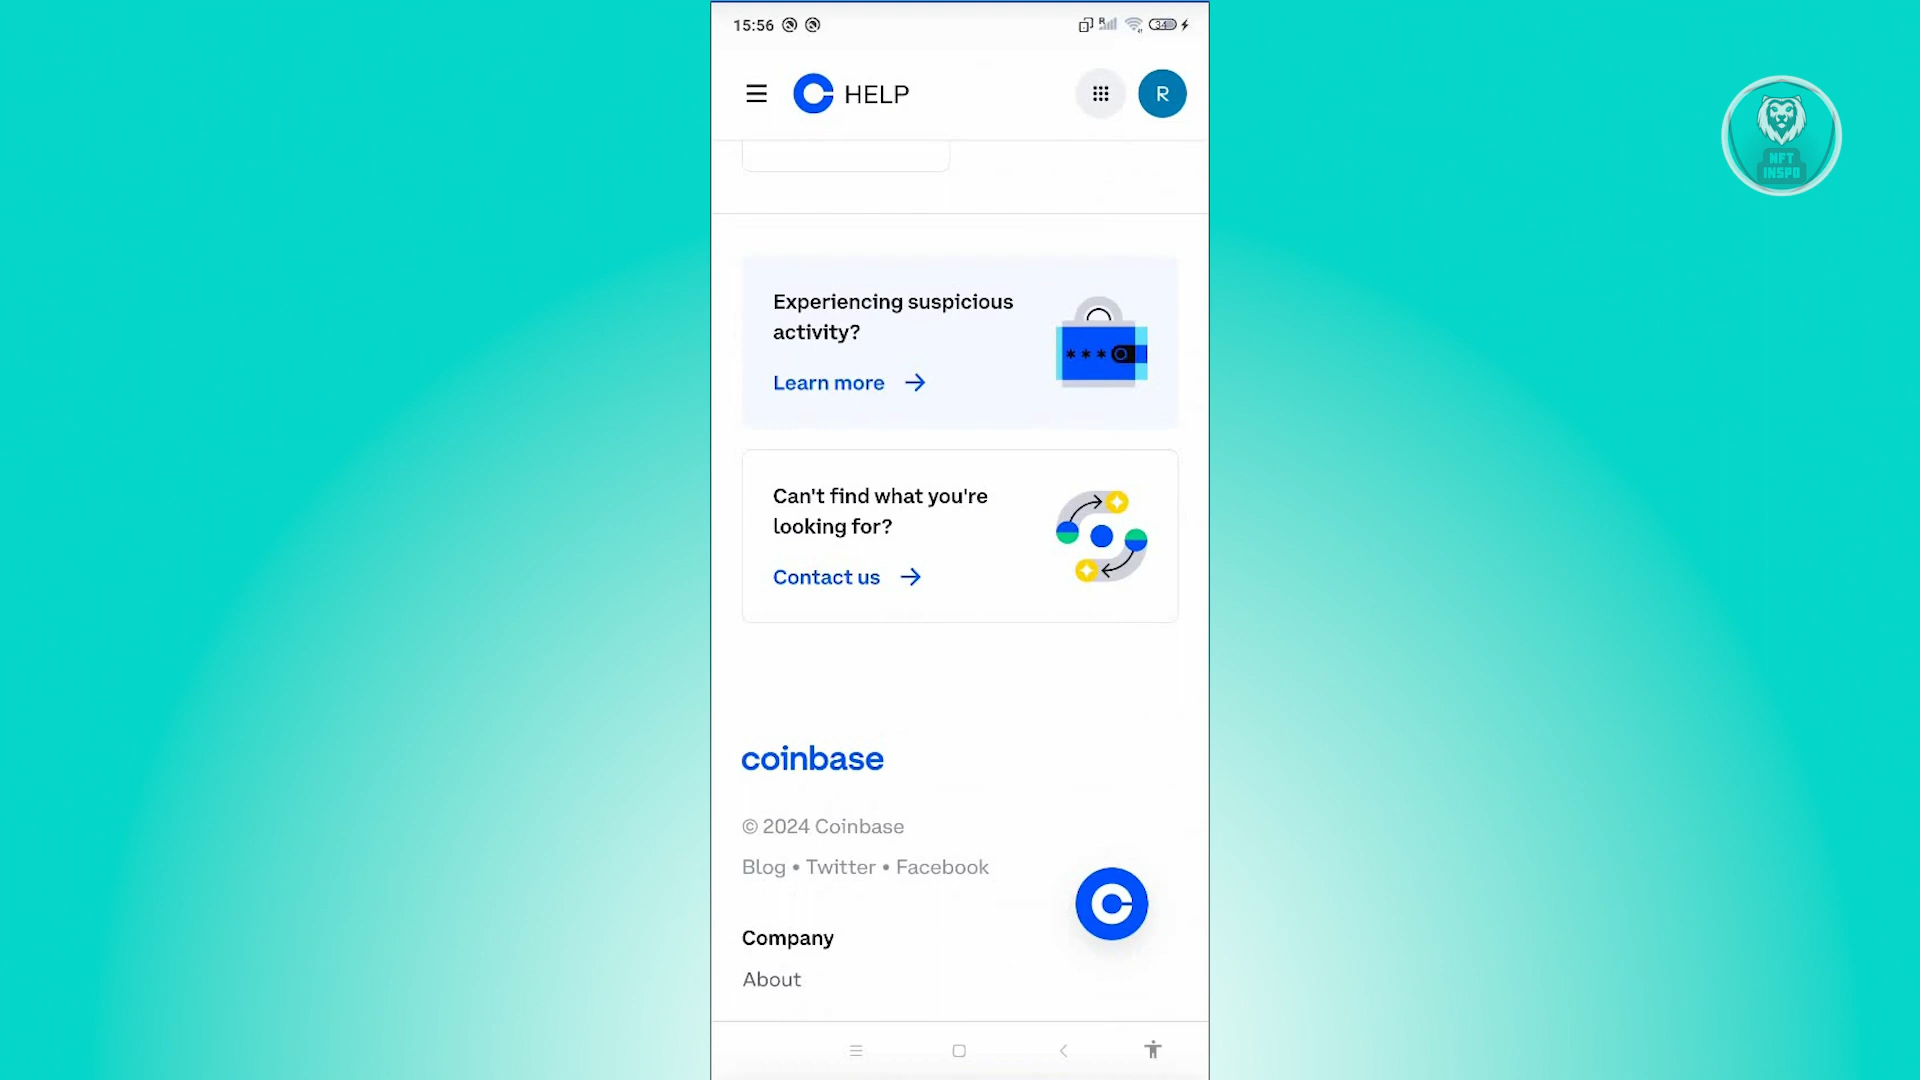 15:56
R
34
HELP
R
NFT
INSPO
Experiencing suspicious
activity?
Learn more
***
Can't find what you're
looking for?
Contact us
coinbase
© 2024 Coinbase
Blog • Twitter • Facebook
Company
About